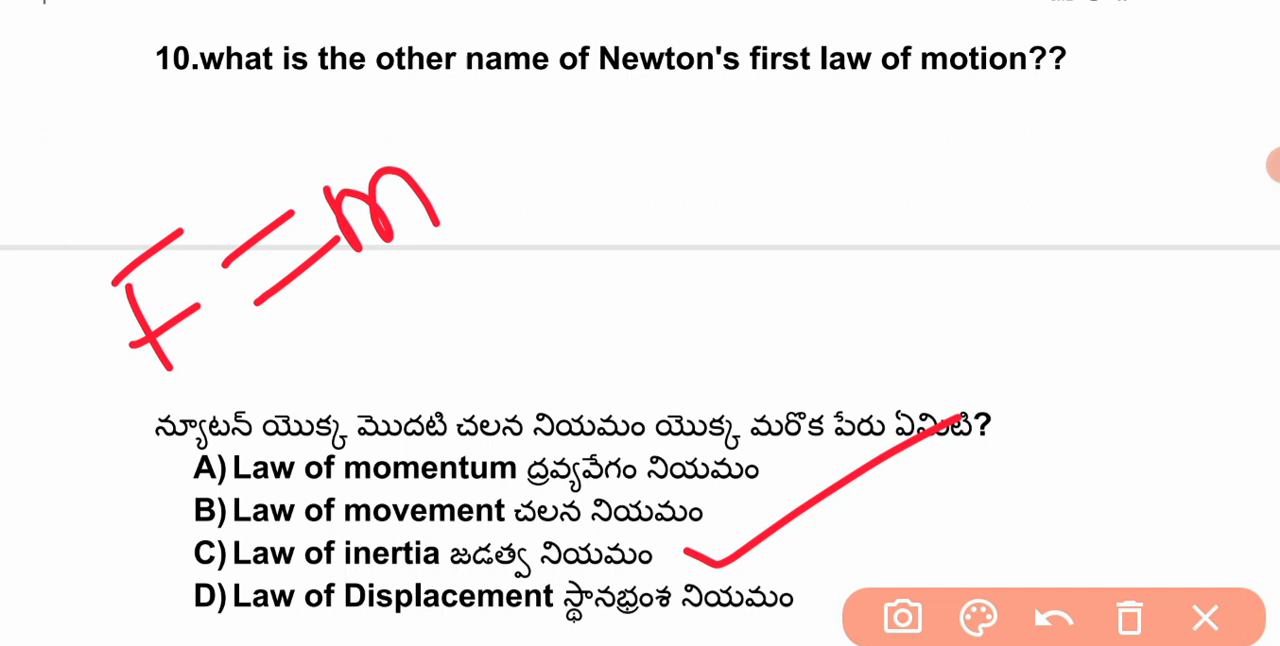 10.what is the other name of Newton's first law of motion??
F=m
న్యూటన్ యొక్క మొదటి చలన నియమం యొక్క మరొక పేరు ఏమిటి?
A) Law of momentum ద్రవ్యవేగం నియమం
B) Law of movement చలన నియమం
C) Law of inertia జడత్వ నియమం
D) Law of Displacement స్థానభ్రంశ నియమం